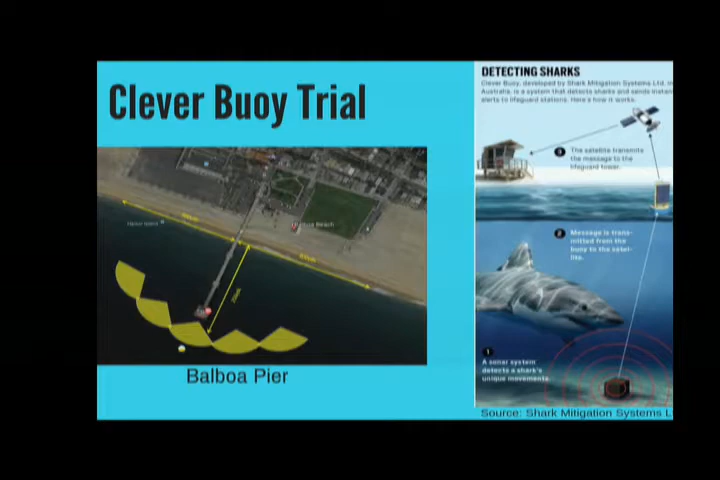 Clever Buoy Trial
Balboa Pier
DETECTING SHARKS
Clever Buoy, developed by Shark Mitigation Systems Ltd. in
Australia, is a system that detects sharks and sends instant
alerts to lifeguard stations. Here's how it works.
3 The satellite transmits
the message to the
lifeguard tower.
2 Message is trans-
mitted from the
buoy to the satel-
lite.
1
A sonar system
detects a shark's
unique movements.
Source: Shark Mitigation Systems L